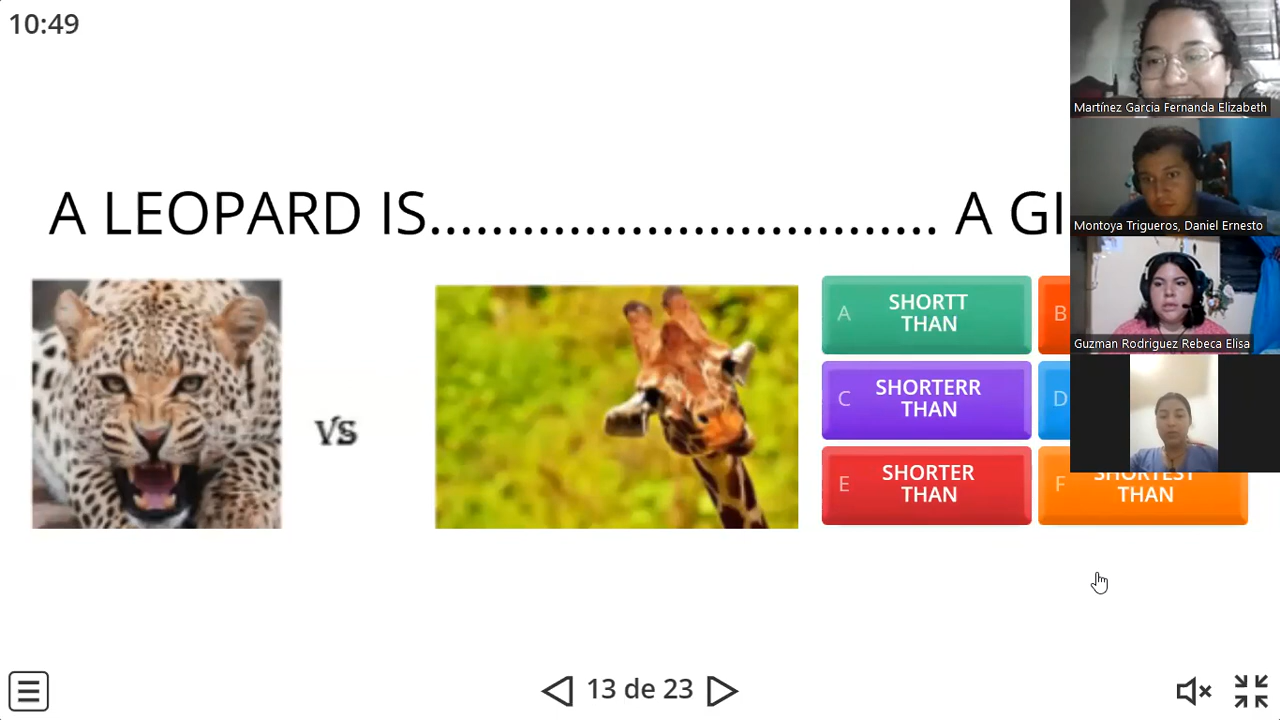 10:49
Martínez Garcia Fernanda Elizabeth
Montoya Trigueros, Daniel Ernesto
Guzman Rodriguez Rebeca Elisa
A LEOPARD IS................................. A GI
VS
A SHORTT
THAN
B
C SHORTERR
THAN
D
E SHORTER
THAN
F SHORTEST
THAN
13 de 23